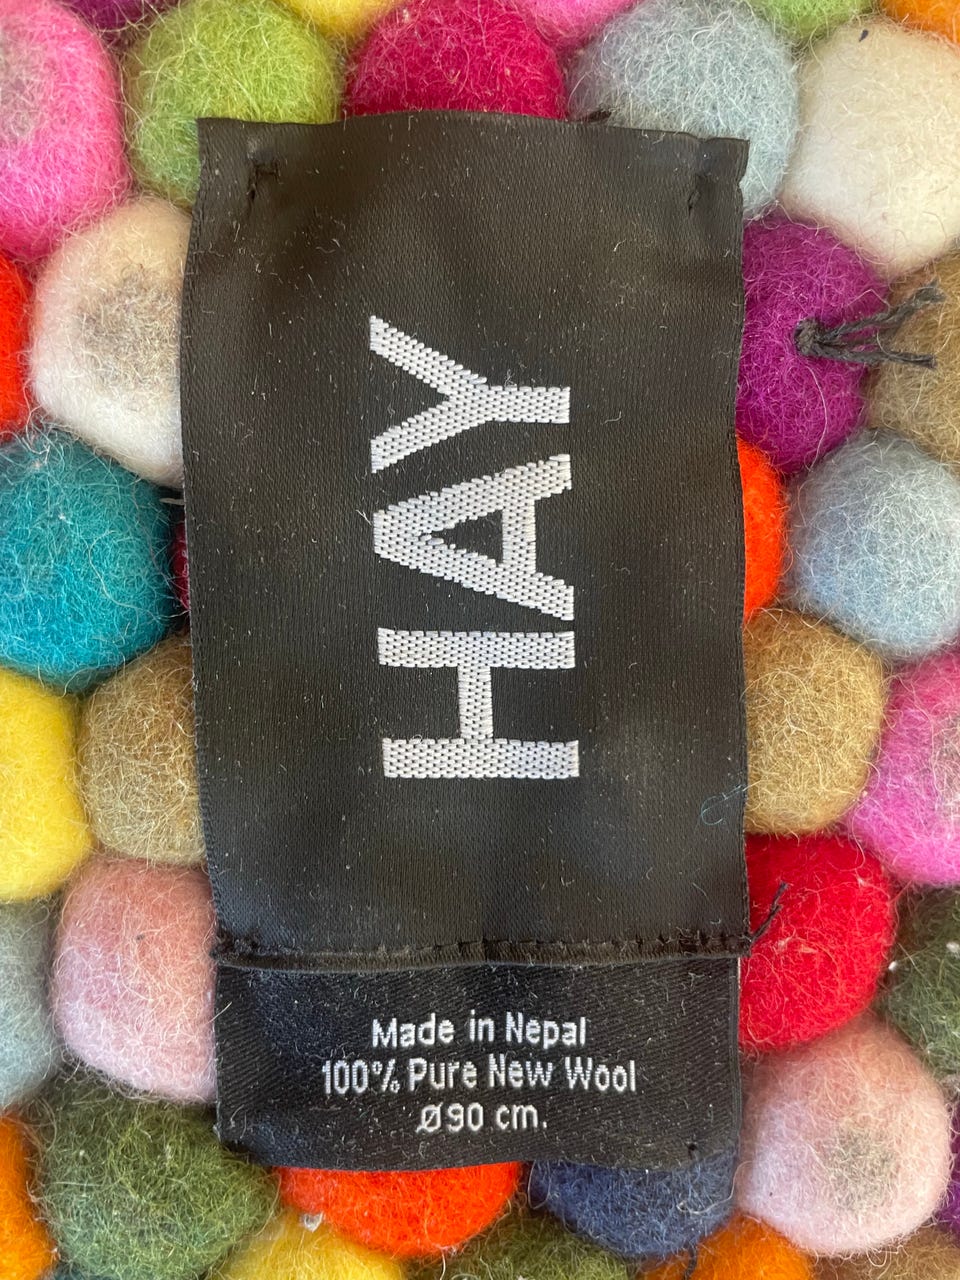 HAY
Made in Nepal
100% Pure New Wool
Ø90 cm.